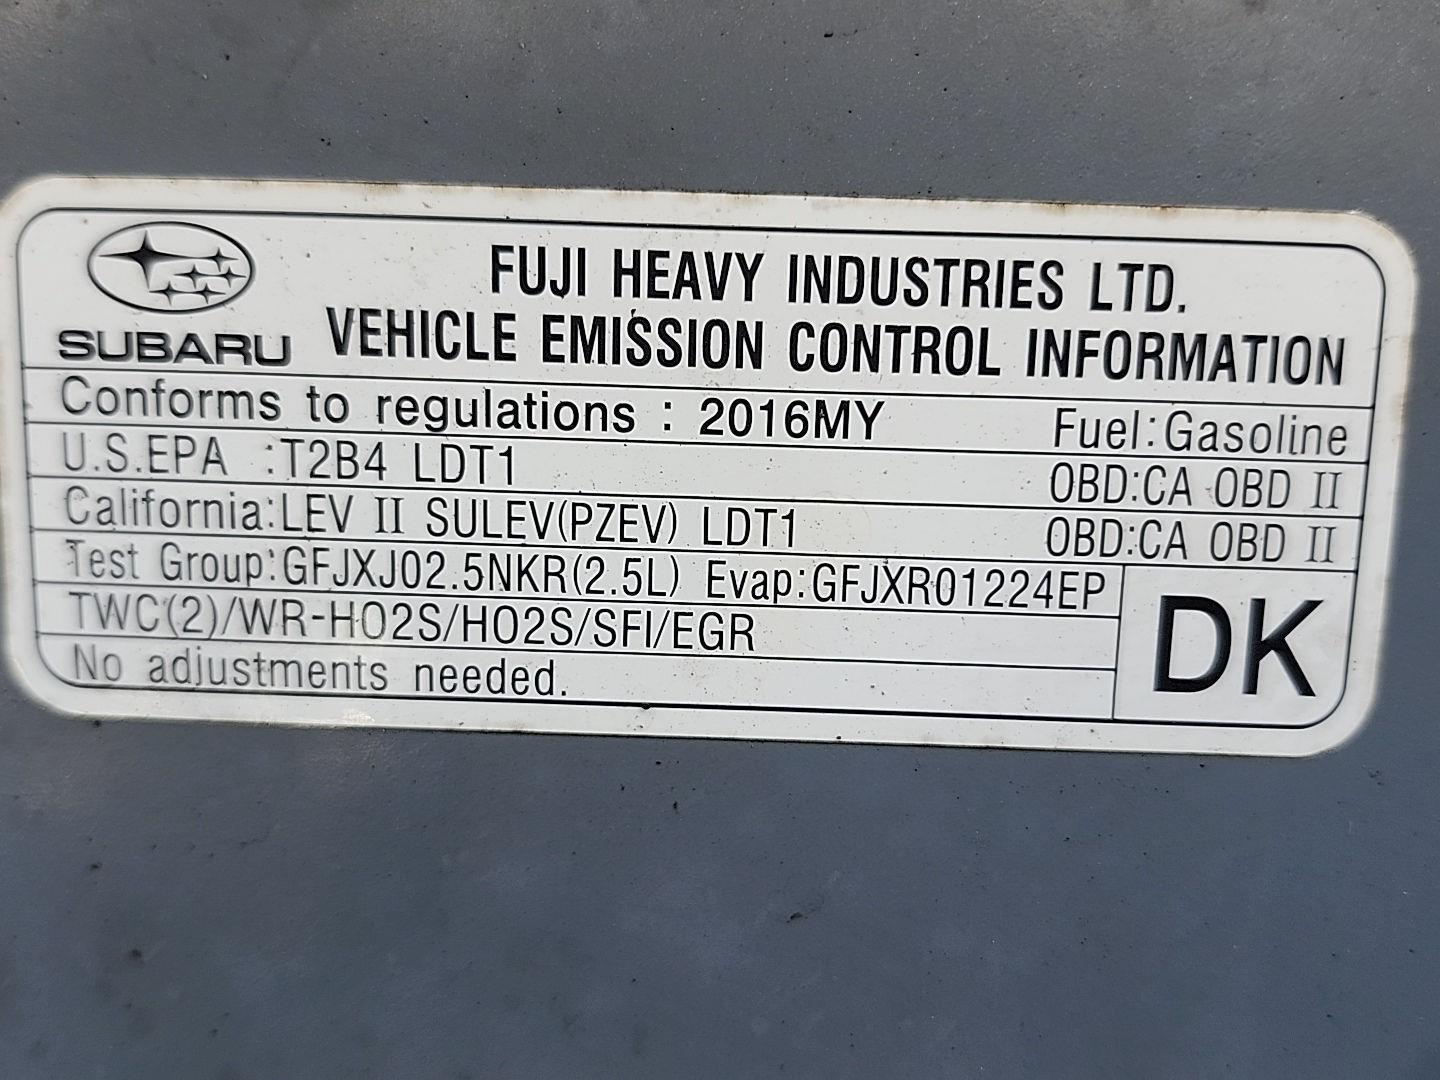 FUJI HEAVY INDUSTRIES LTD.
SUBARU VEHICLE EMISSION CONTROL INFORMATION
Conforms to regulations : 2016MY Fuel:Gasoline
U.S.EPA :T2B4 LDT1 OBD:CA OBD II
California:LEV II SULEV(PZEV) LDT1 OBD:CA OBD II
Test Group:GFJXJ02.5NKR(2.5L) Evap:GFJXR01224EP
TWC(2)/WR-HO2S/HO2S/SFI/EGR
No adjustments needed.
DK